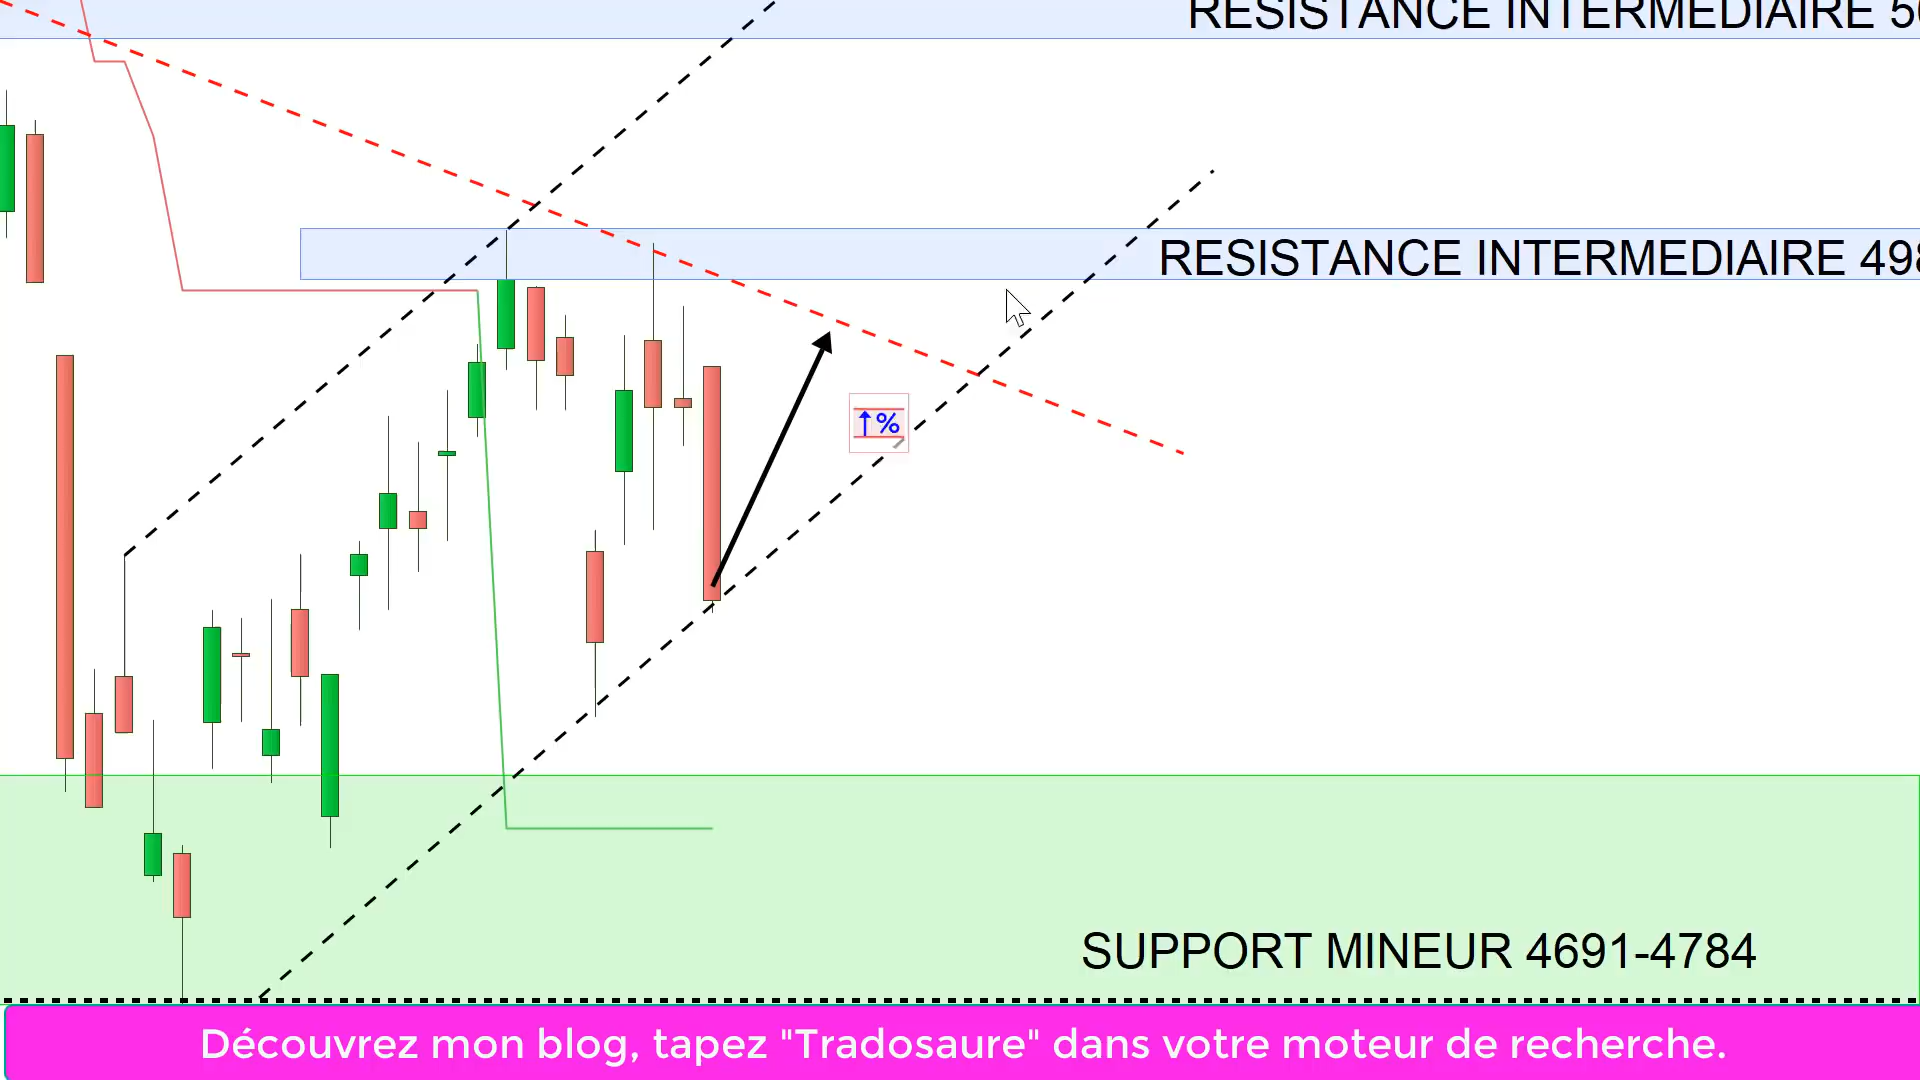 RESISTANCE INTERMEDIAIRE
RESISTANCE INTERMEDIAIRE
%
SUPPORT MINEUR 4691-4784
Découvrez mon blog, tapez "Tradosaure" dans votre moteur de recherche.